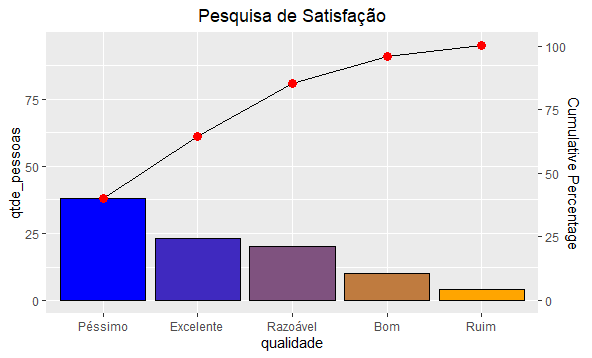 Pesquisa de Satisfação
qtde_pessoas
75
50
25
0
100
75
50
25
0
Cumulative Percentage
Péssimo Excelente Razoável Bom Ruim
qualidade